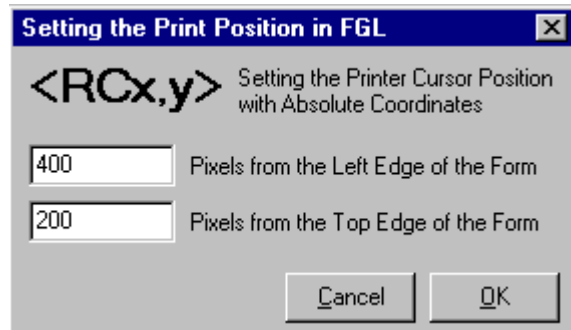 Setting the Print Position in FGL
<RCx,y>
Setting the Printer Cursor Position
with Absolute Coordinates
400 Pixels from the Left Edge of the Form
200 Pixels from the Top Edge of the Form
Cancel OK